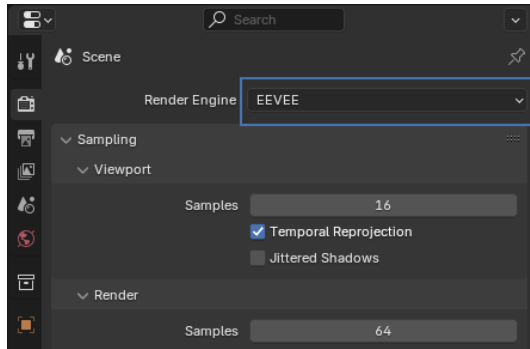 Search
Scene
Render Engine EEVEE
Sampling
Viewport
Samples 16
Temporal Reprojection
Jittered Shadows
Render
Samples 64